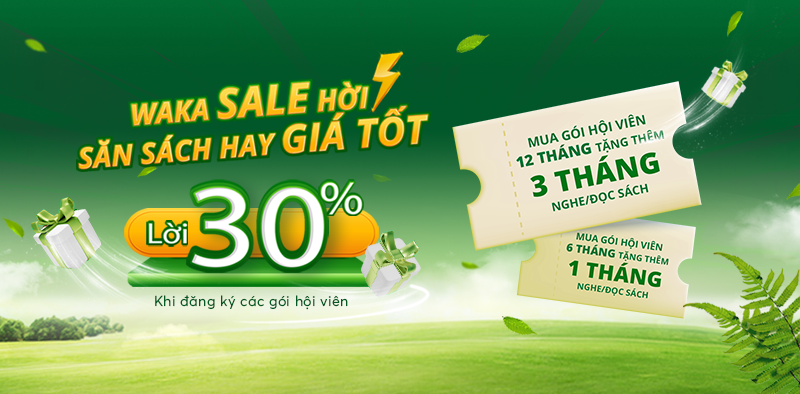 WAKA SALE HỜI
SĂN SÁCH HAY GIÁ TỐT
Lời 30%
Khi đăng ký các gói hội viên
MUA GÓI HỘI VIÊN
12 THÁNG TẶNG THÊM
3 THÁNG
NGHE/ĐỌC SÁCH
MUA GÓI HỘI VIÊN
6 THÁNG TẶNG THÊM
1 THÁNG
NGHE/ĐỌC SÁCH